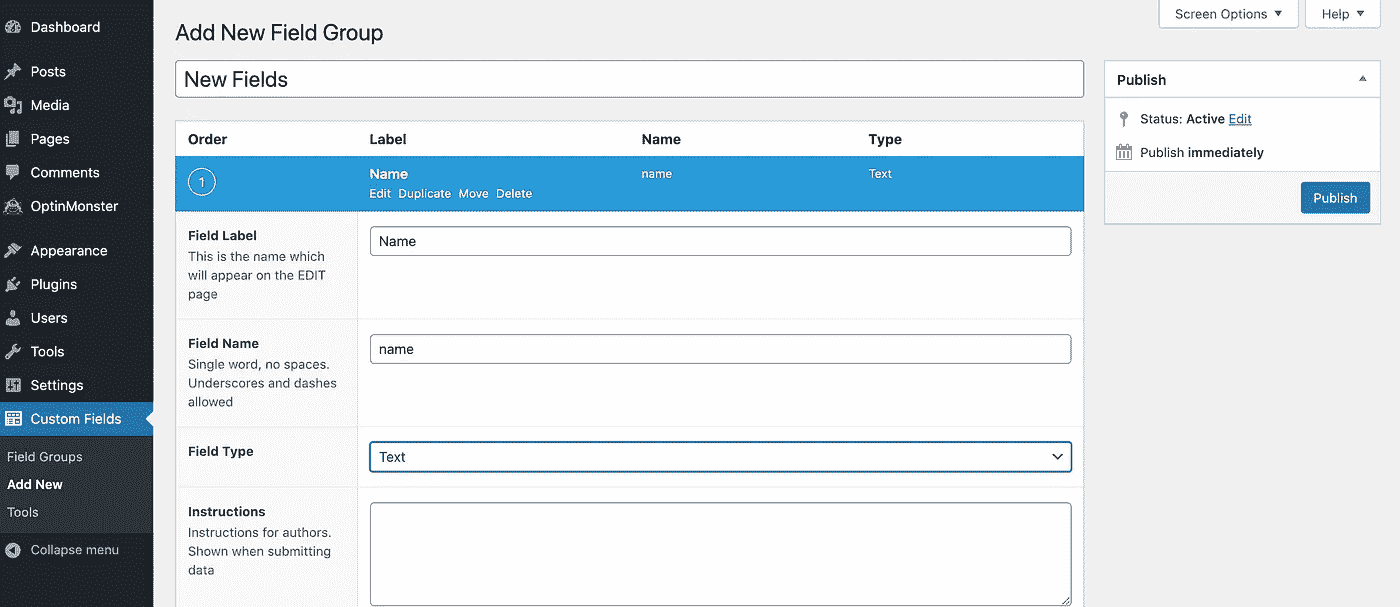 Dashboard
Posts
Media
Pages
Comments
OptinMonster
Appearance
Plugins
Users
Tools
Settings
Custom Fields
Field Groups
Add New
Tools
Collapse menu
Screen Options ▼
Help ▼
Add New Field Group
New Fields
Order Label Name Type
1 Name name Text
Edit Duplicate Move Delete
Field Label
This is the name which
will appear on the EDIT
page
Name
Field Name
Single word, no spaces.
Underscores and dashes
allowed
name
Field Type
Text
Instructions
Instructions for authors.
Shown when submitting
data
Publish
Status: Active Edit
Publish immediately
Publish